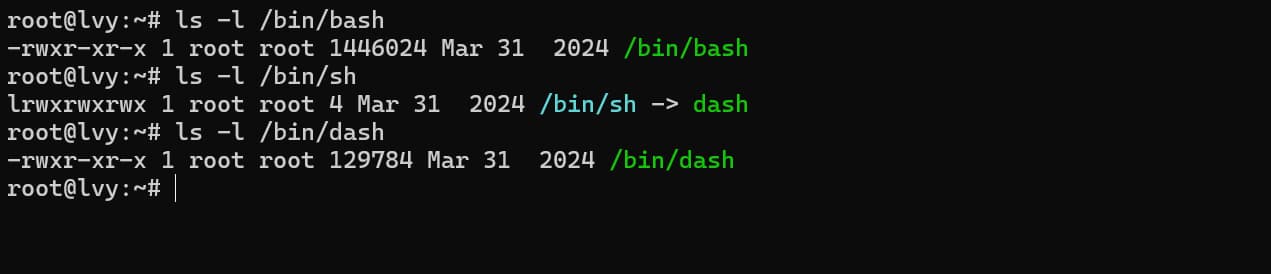 root@lvy:~# ls -l /bin/bash
-rwxr-xr-x 1 root root 1446024 Mar 31  2024 /bin/bash
root@lvy:~# ls -l /bin/sh
lrwxrwxrwx 1 root root 4 Mar 31  2024 /bin/sh -> dash
root@lvy:~# ls -l /bin/dash
-rwxr-xr-x 1 root root 129784 Mar 31  2024 /bin/dash
root@lvy:~#